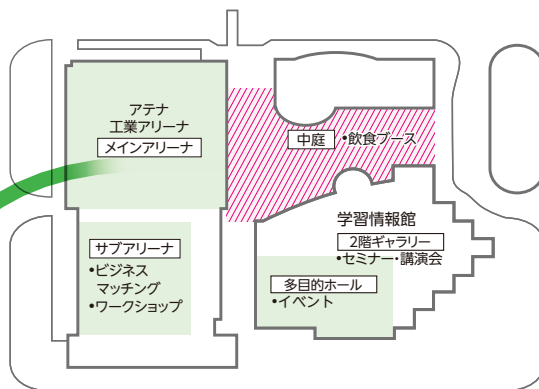 アテナ
工業アリーナ
メインアリーナ
中庭 •飲食ブース
サブアリーナ
•ビジネス
マッチング
•ワークショップ
学習情報館
2階ギャラリー
•セミナー・講演会
多目的ホール
•イベント